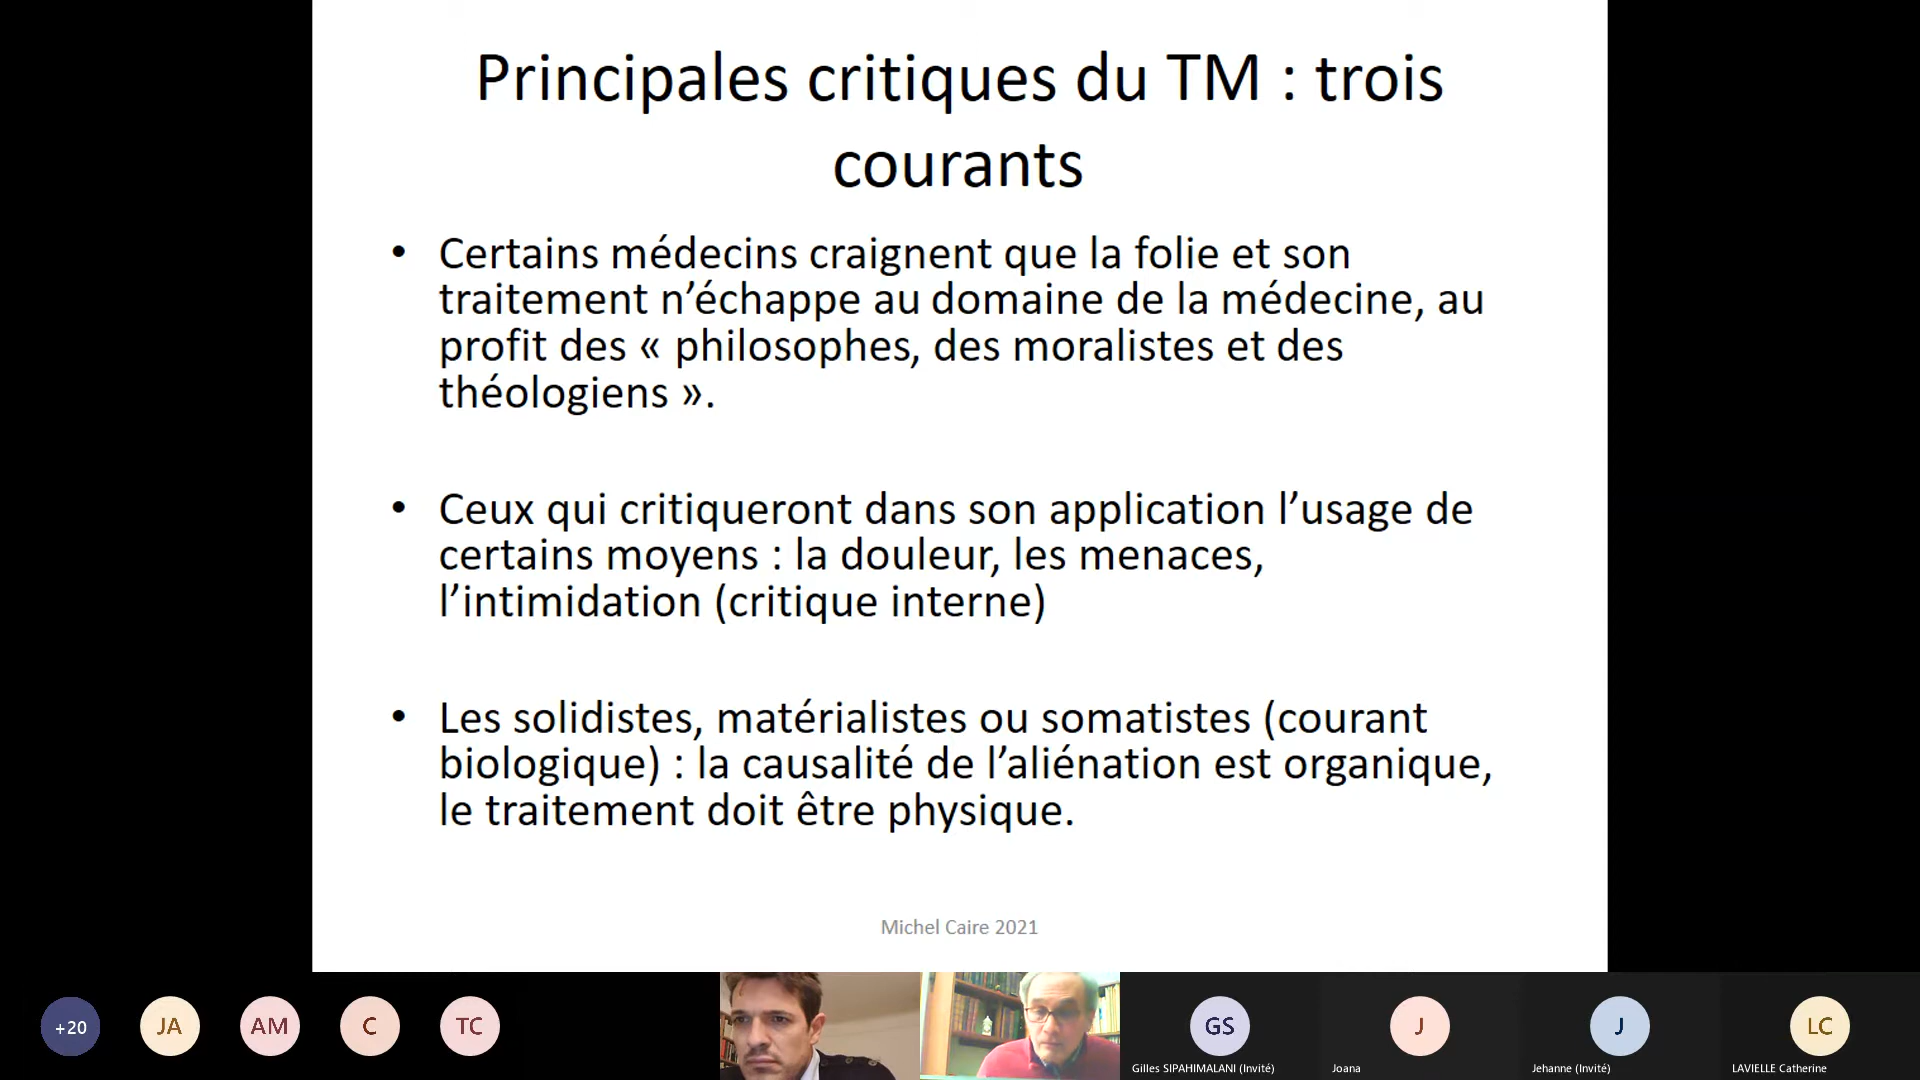 Principales critiques du TM : trois
courants
• Certains médecins craignent que la folie et son
traitement n’échappe au domaine de la médecine, au
profit des « philosophes, des moralistes et des
théologiens ».
• Ceux qui critiqueront dans son application l’usage de
certains moyens : la douleur, les menaces,
l’intimidation (critique interne)
• Les solidistes, matérialistes ou somatistes (courant
biologique) : la causalité de l’aliénation est organique,
le traitement doit être physique.
Michel Caire 2021
+20
JA
AM
C
TC
GS
J
J
LC
Gilles SIPAHIMALANI (Invité)
Joana
Jehanne (Invité)
LAVIELLE Catherine